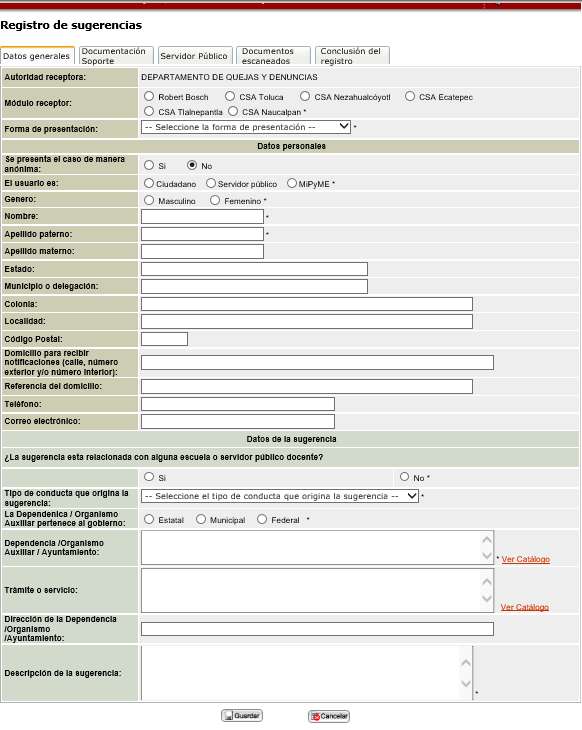 Registro de sugerencias
Datos generales
Documentación
Soporte
Servidor Público
Documentos
escaneados
Conclusión del
registro
Autoridad receptora: DEPARTAMENTO DE QUEJAS Y DENUNCIAS
Módulo receptor: Robert Bosch CSA Toluca CSA Nezahualcóyotl CSA Ecatepec
CSA Tlalnepantla CSA Naucalpan *
Forma de presentación: -- Seleccione la forma de presentación -- *
Datos personales
Se presenta el caso de manera
anónima: Si No
El usuario es: Ciudadano Servidor público MiPyME *
Genero: Masculino Femenino *
Nombre: *
Apellido paterno: *
Apellido materno:
Estado:
Municipio o delegación:
Colonia:
Localidad:
Código Postal:
Domicilio para recibir
notificaciones (calle, número
exterior y/o número interior):
Referencia del domicilio:
Teléfono:
Correo electrónico:
Datos de la sugerencia
¿La sugerencia esta relacionada con alguna escuela o servidor público docente?
Si No *
Tipo de conducta que origina la
sugerencia: -- Seleccione el tipo de conducta que origina la sugerencia -- *
La Dependenica / Organismo
Auxiliar pertenece al gobierno: Estatal Municipal Federal *
Dependencia /Organismo
Auxiliar / Ayuntamiento: * Ver Catálogo
Trámite o servicio:
Ver Catálogo
Dirección de la Dependencia
/Organismo
/Ayuntamiento:
Descripción de la sugerencia: *
Guardar Cancelar